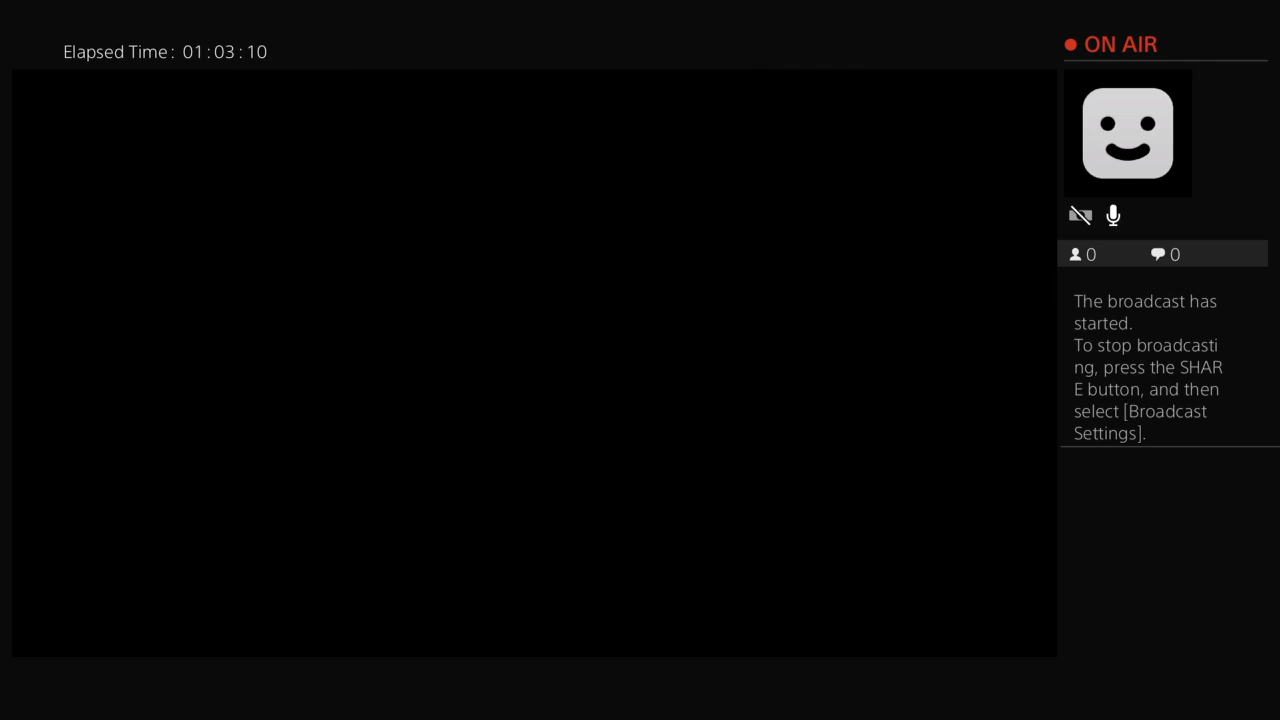 Elapsed Time: 01:03:10
ON AIR
0 0
The broadcast has
started.
To stop broadcasti
ng, press the SHAR
E button, and then
select [Broadcast
Settings].